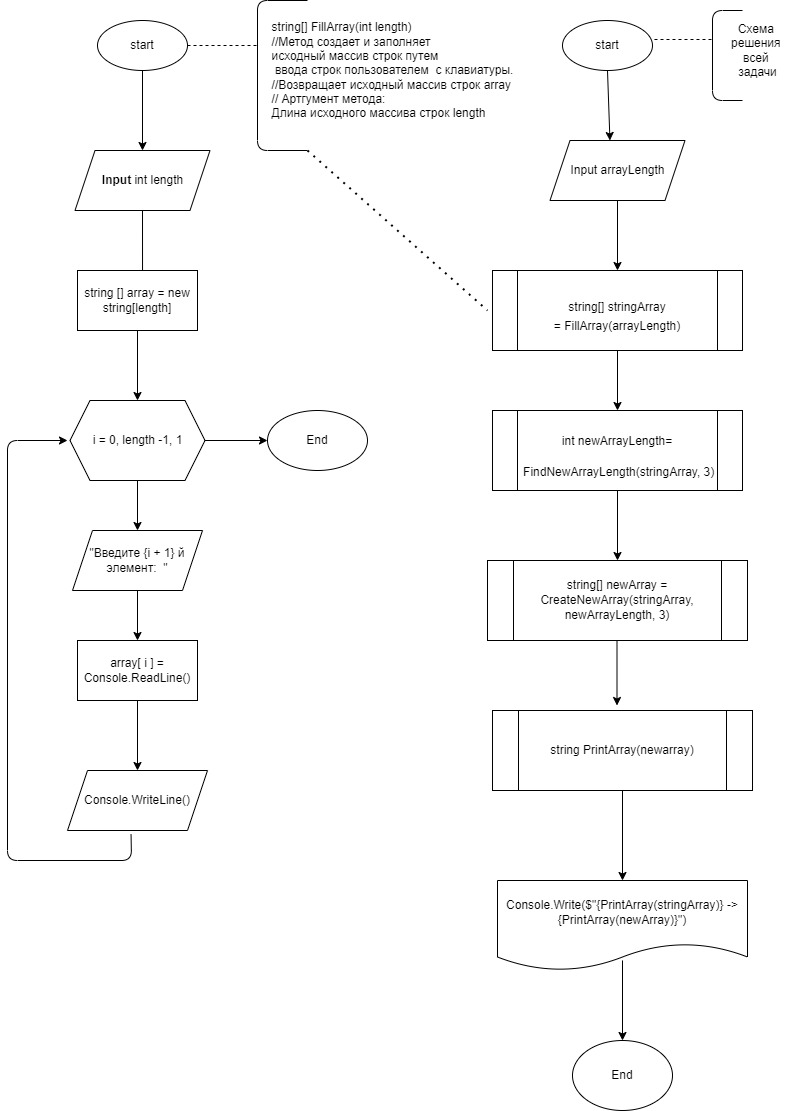 start
string[] FillArray(int length)
//Метод создает и заполняет
исходный массив строк путем
ввода строк пользователем с клавиатуры.
//Возвращает исходный массив строк array
// Артгумент метода:
Длина исходного массива строк length
Input int length
string [] array = new
string[length]
i = 0, length -1, 1
End
"Введите {i + 1} й
элемент: "
array[ i ] =
Console.ReadLine()
Console.WriteLine()
start
Схема
решения
всей
задачи
Input arrayLength
string[] stringArray
= FillArray(arrayLength)
int newArrayLength=
FindNewArrayLength(stringArray, 3)
string[] newArray =
CreateNewArray(stringArray,
newArrayLength, 3)
string PrintArray(newarray)
Console.Write($"{PrintArray(stringArray)} ->
{PrintArray(newArray)}")
End